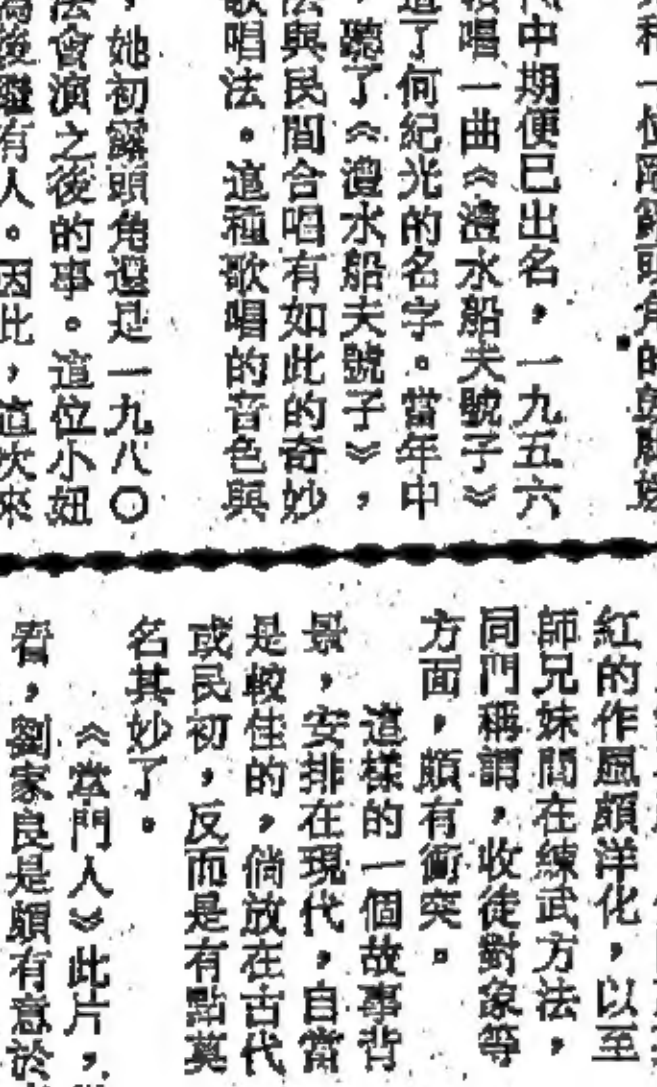 和一位陷露頭角的
中期便已出名，一九五六
唱一曲《澧水船夫號子》
了何紀光的名字。當年中
，聽了《澧水船夫號子》，
與民間合唱有如此的奇妙
歌唱法。這種歌唱的音色與
，她初露頭角還是一九八〇
會演之後的事。這位小妞
後繼有人。因此，這次來
紅的作風頗洋化，以至
師兄妹間在練武方法，
同門稱謂，收徒對象等
方面，頗有衝突。
這樣的一個故事背
景，安排在現代，自當
是較佳的，倘放在古代
或民初，反而是有點莫
名其妙了。
《掌門人》此片，
看，劉家良是頗有意於